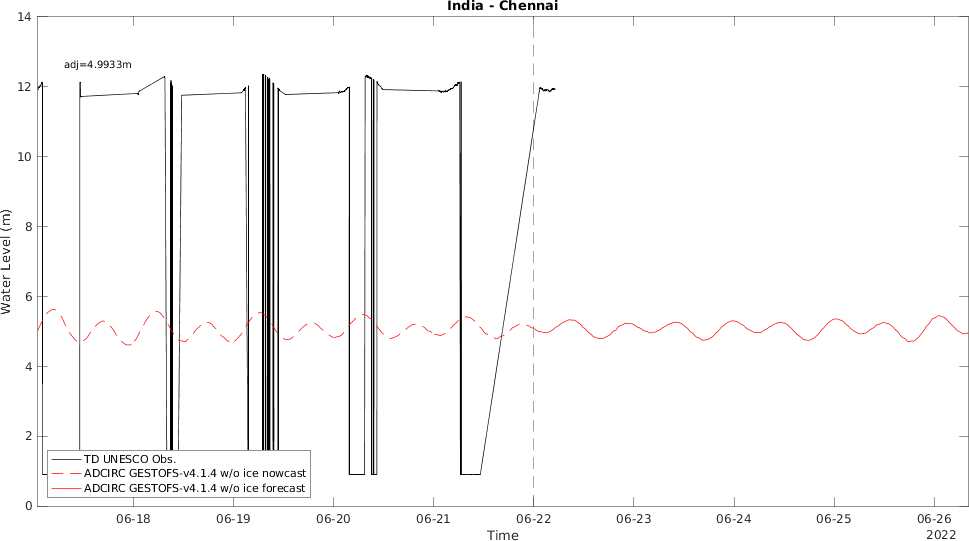 India - Chennai
14
adj=4.9933m
12
10
8
6
4
2
0
Water Level (m)
TD UNESCO Obs.
ADCIRC GESTOFS-v4.1.4 w/o ice nowcast
ADCIRC GESTOFS-v4.1.4 w/o ice forecast
06-18 06-19 06-20 06-21 06-22 06-23 06-24 06-25 06-26
Time
2022